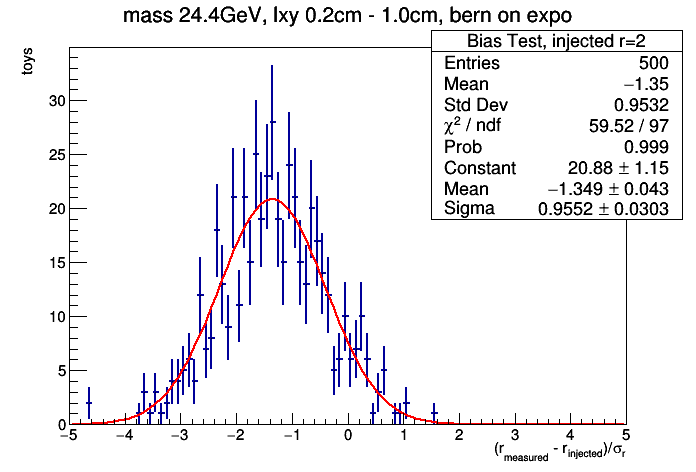 mass 24.4GeV, lxy 0.2cm - 1.0cm, bern on expo
Bias Test, injected r=2
Entries 500
Mean −1.35
Std Dev 0.9532
χ² / ndf 59.52 / 97
Prob 0.999
Constant 20.88 ± 1.15
Mean −1.349 ± 0.043
Sigma 0.9552 ± 0.0303
toys
30
25
20
15
10
5
0
−5 −4 −3 −2 −1 0 1 2 3 4 5
(r_measured - r_injected)/σ_r